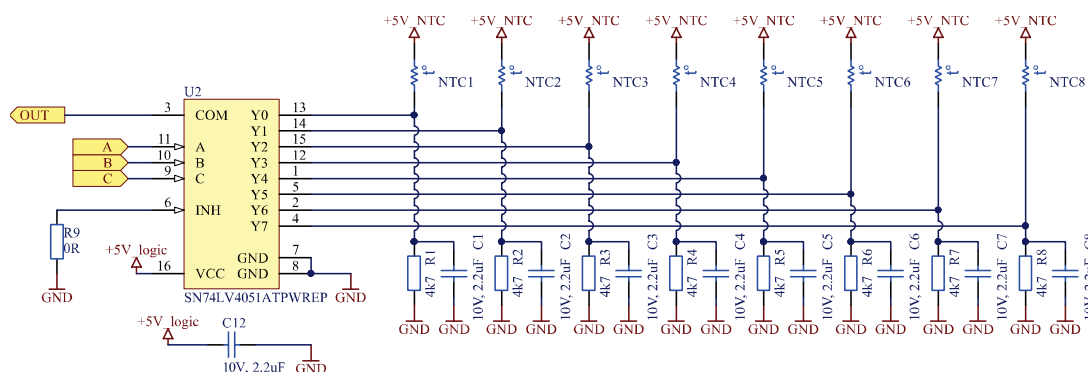 +5V_NTC +5V_NTC +5V_NTC +5V_NTC +5V_NTC +5V_NTC +5V_NTC +5V_NTC
t° NTC1 t° NTC2 t° NTC3 t° NTC4 t° NTC5 t° NTC6 t° NTC7 t° NTC8
U2
OUT 3 COM Y0 13
Y1 14
A 11 A Y2 15
B 10 B Y3 12
C 9 C Y4 1
Y5 5
6 INH Y6 2
Y7 4
R9
0R
GND
+5V_logic
GND 7
16 VCC GND 8
GND
SN74LV4051ATPWREP
R1 4k7 C1 10V, 2.2uF
R2 4k7 C2 10V, 2.2uF
R3 4k7 C3 10V, 2.2uF
R4 4k7 C4 10V, 2.2uF
R5 4k7 C5 10V, 2.2uF
R6 4k7 C6 10V, 2.2uF
R7 4k7 C7 10V, 2.2uF
R8 4k7
GND GND GND GND GND GND GND GND GND GND GND GND GND GND GND GND
+5V_logic
C12
10V, 2.2uF
GND